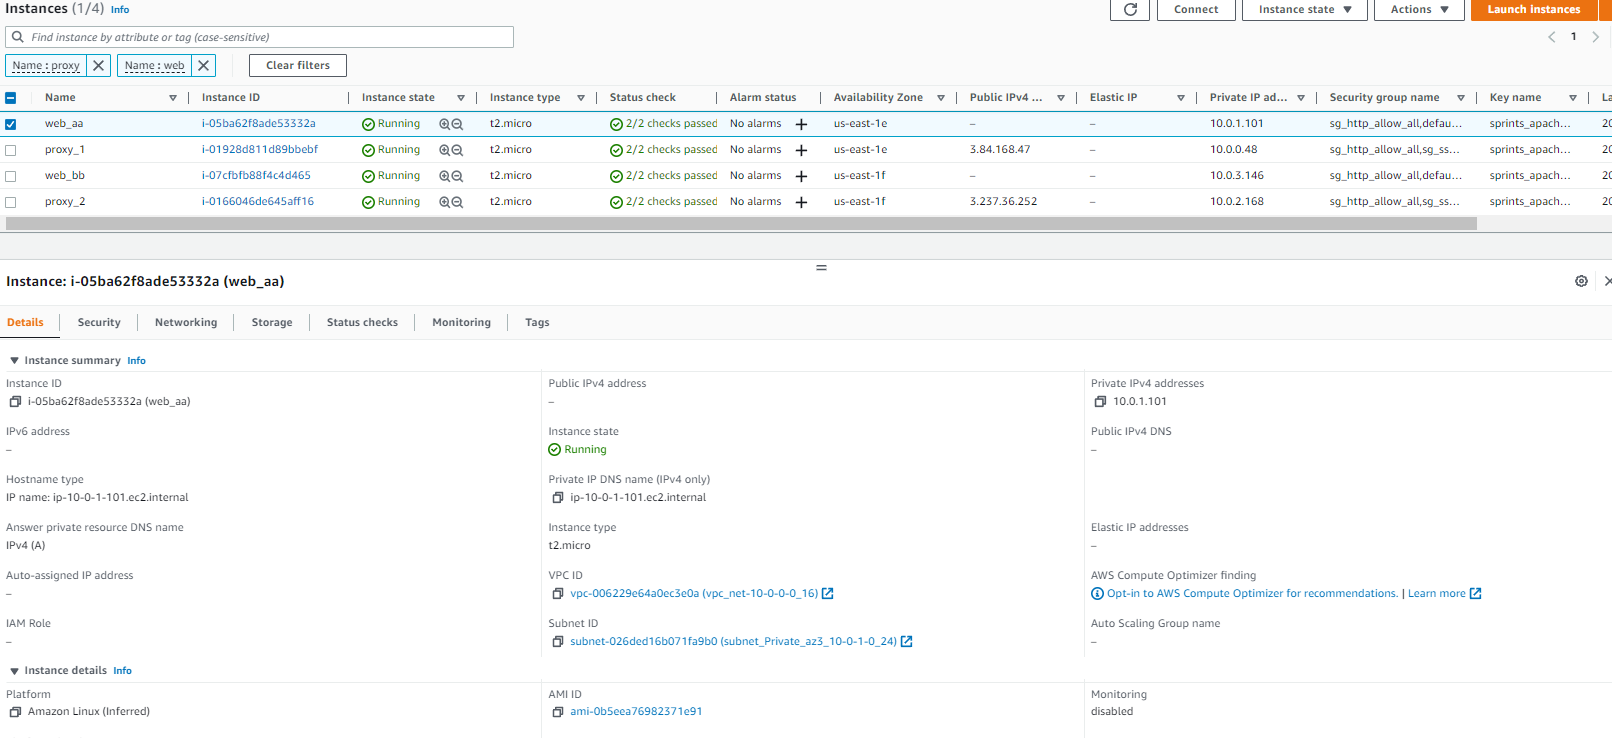 Instances (1/4) Info
Connect Instance state Actions Launch instances
Find instance by attribute or tag (case-sensitive)
1
Name : proxy Name : web Clear filters
Name Instance ID Instance state Instance type Status check Alarm status Availability Zone Public IPv4 ... Elastic IP Private IP ad... Security group name Key name La
web_aa i-05ba62f8ade53332a Running t2.micro 2/2 checks passed No alarms + us-east-1e – – 10.0.1.101 sg_http_allow_all,defau... sprints_apach... 20
proxy_1 i-01928d811d89bbebf Running t2.micro 2/2 checks passed No alarms + us-east-1e 3.84.168.47 – 10.0.0.48 sg_http_allow_all,sg_ss... sprints_apach... 20
web_bb i-07cfbfb88f4c4d465 Running t2.micro 2/2 checks passed No alarms + us-east-1f – – 10.0.3.146 sg_http_allow_all,defau... sprints_apach... 20
proxy_2 i-0166046de645aff16 Running t2.micro 2/2 checks passed No alarms + us-east-1f 3.237.36.252 – 10.0.2.168 sg_http_allow_all,sg_ss... sprints_apach... 20
Instance: i-05ba62f8ade53332a (web_aa)
Details Security Networking Storage Status checks Monitoring Tags
Instance summary Info
Instance ID Public IPv4 address Private IPv4 addresses
i-05ba62f8ade53332a (web_aa) – 10.0.1.101
IPv6 address Instance state Public IPv4 DNS
– Running –
Hostname type Private IP DNS name (IPv4 only)
IP name: ip-10-0-1-101.ec2.internal ip-10-0-1-101.ec2.internal
Answer private resource DNS name Instance type Elastic IP addresses
IPv4 (A) t2.micro –
Auto-assigned IP address VPC ID AWS Compute Optimizer finding
– vpc-006229e64a0ec3e0a (vpc_net-10-0-0-0_16) Opt-in to AWS Compute Optimizer for recommendations. | Learn more
IAM Role Subnet ID Auto Scaling Group name
– subnet-026ded16b071fa9b0 (subnet_Private_az3_10-0-1-0_24) –
Instance details Info
Platform AMI ID Monitoring
Amazon Linux (Inferred) ami-0b5eea76982371e91 disabled